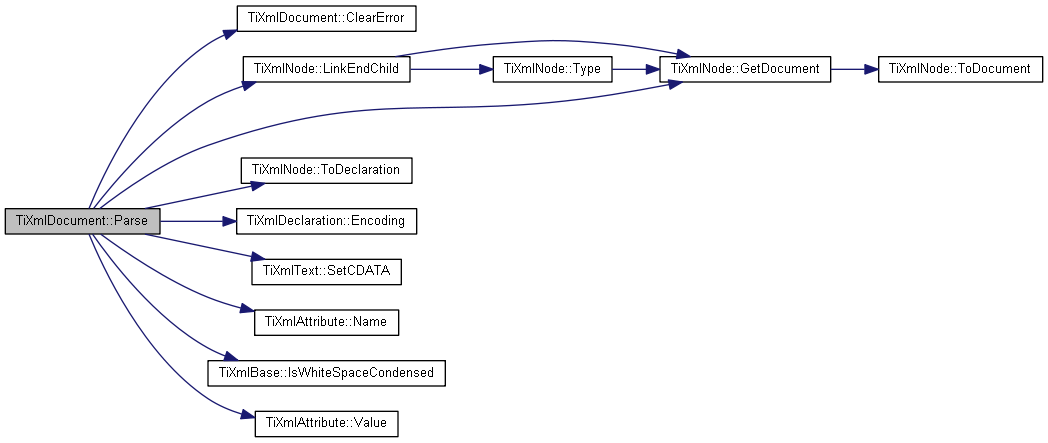 TiXmlDocument::ClearError
TiXmlNode::LinkEndChild
TiXmlNode::Type
TiXmlNode::GetDocument
TiXmlNode::ToDocument
TiXmlNode::ToDeclaration
TiXmlDocument::Parse
TiXmlDeclaration::Encoding
TiXmlText::SetCDATA
TiXmlAttribute::Name
TiXmlBase::IsWhiteSpaceCondensed
TiXmlAttribute::Value